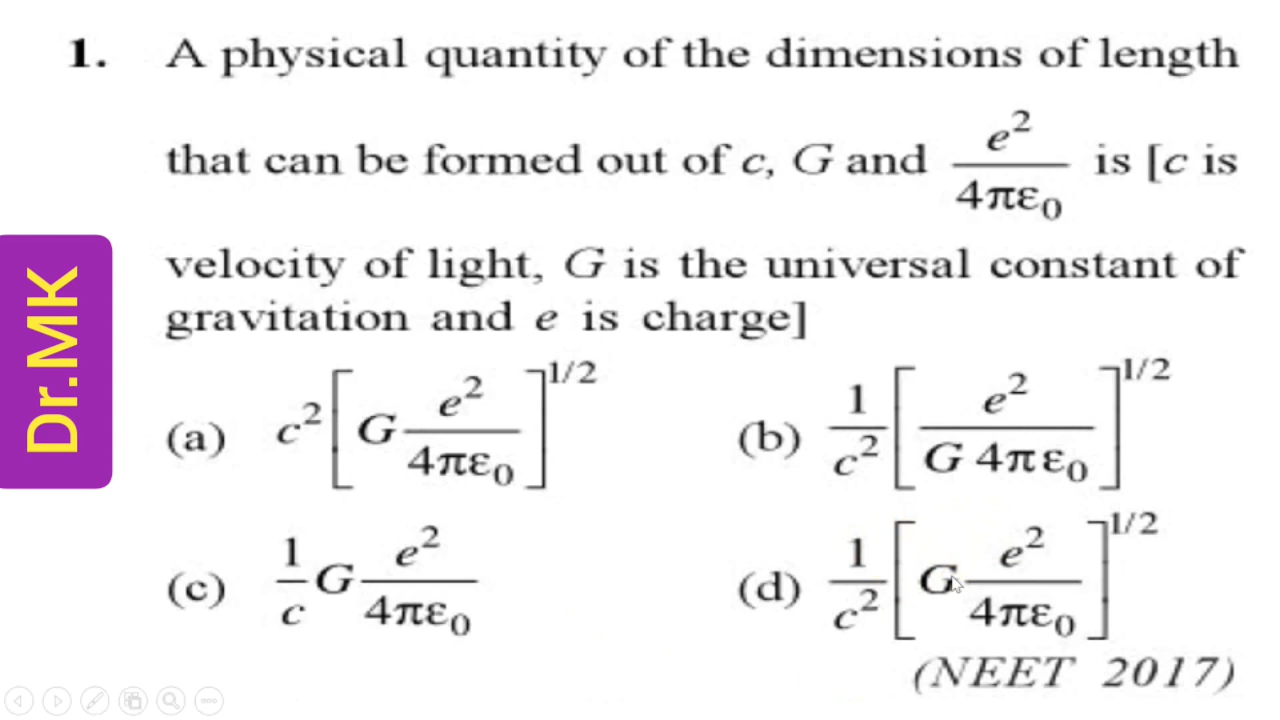 1. A physical quantity of the dimensions of length
that can be formed out of c, G and e²/4πε₀ is [c is
velocity of light, G is the universal constant of
gravitation and e is charge]
(a) c²[G e²/4πε₀]^1/2 (b) 1/c² [e²/G 4πε₀]^1/2
(c) 1/c G e²/4πε₀ (d) 1/c² [G e²/4πε₀]^1/2
(NEET 2017)
Dr.MK